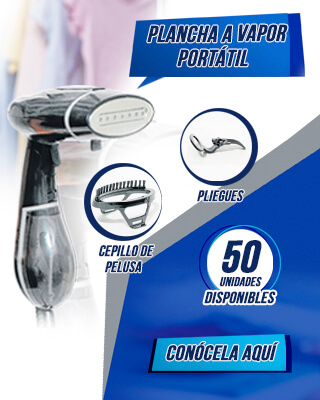 PLANCHA A VAPOR
PORTÁTIL
PLIEGUES
CEPILLO DE
PELUSA
50
UNIDADES
DISPONIBLES
CONÓCELA AQUÍ